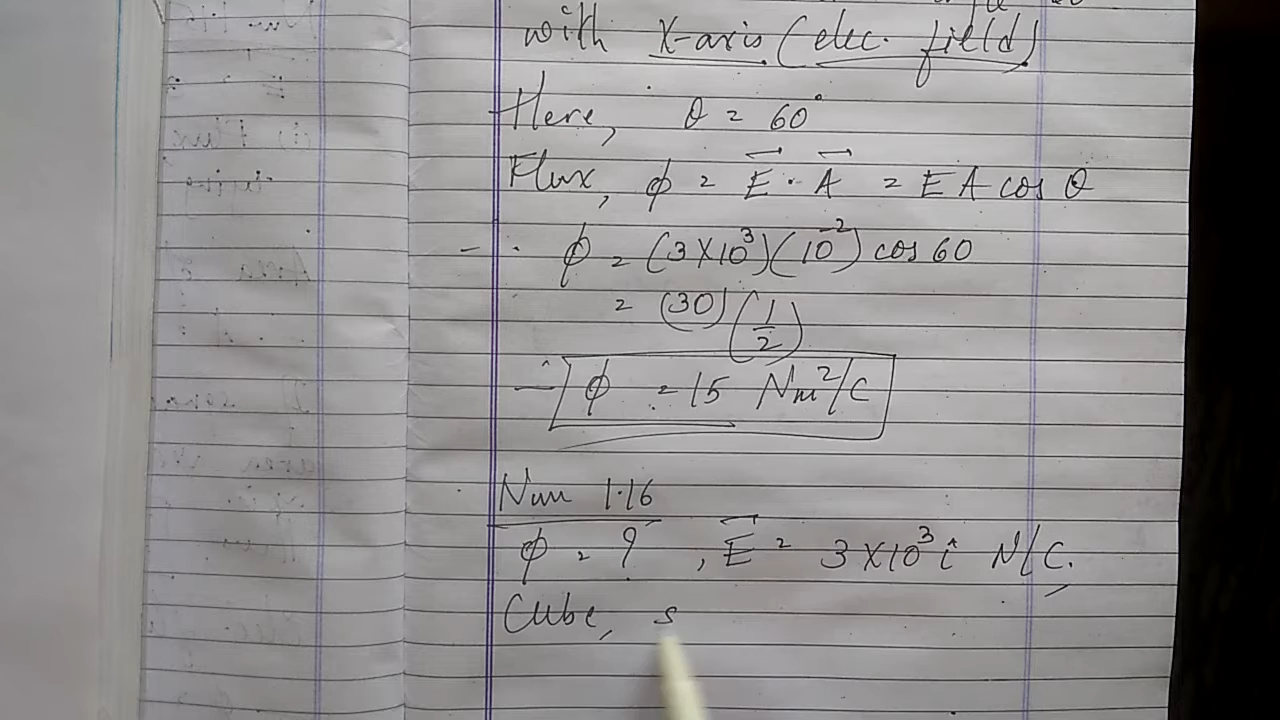 with X-axis (elec. field)
Here, θ = 60°
Flux, ϕ = E⃗ · A⃗ = E A cos θ
∴ ϕ = (3×10³)(10⁻²) cos 60
= (30) (1/2)
ϕ = 15 Nm²/C
Num 1.16
ϕ = ? , E⃗ = 3×10³ î N/C.
Cube, s